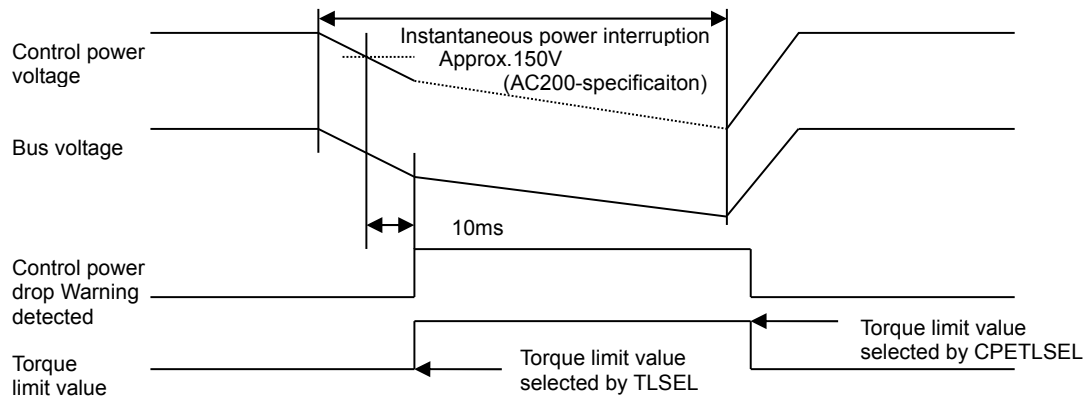 Instantaneous power interruption
Control power
voltage
Approx.150V
(AC200-specificaiton)
Bus voltage
10ms
Control power
drop Warning
detected
Torque limit value
selected by CPETLSEL
Torque
limit value
Torque limit value
selected by TLSEL